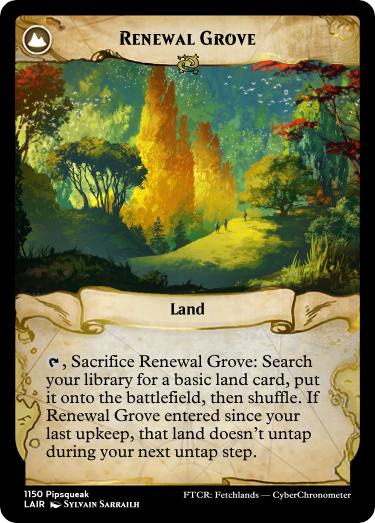 Renewal Grove
Land
, Sacrifice Renewal Grove: Search
your library for a basic land card, put
it onto the battlefield, then shuffle. If
Renewal Grove entered since your
last upkeep, that land doesn't untap
during your next untap step.
1150 Pipsqueak
LAIR Sylvain Sarrailh
FTCR: Fetchlands — CyberChronometer